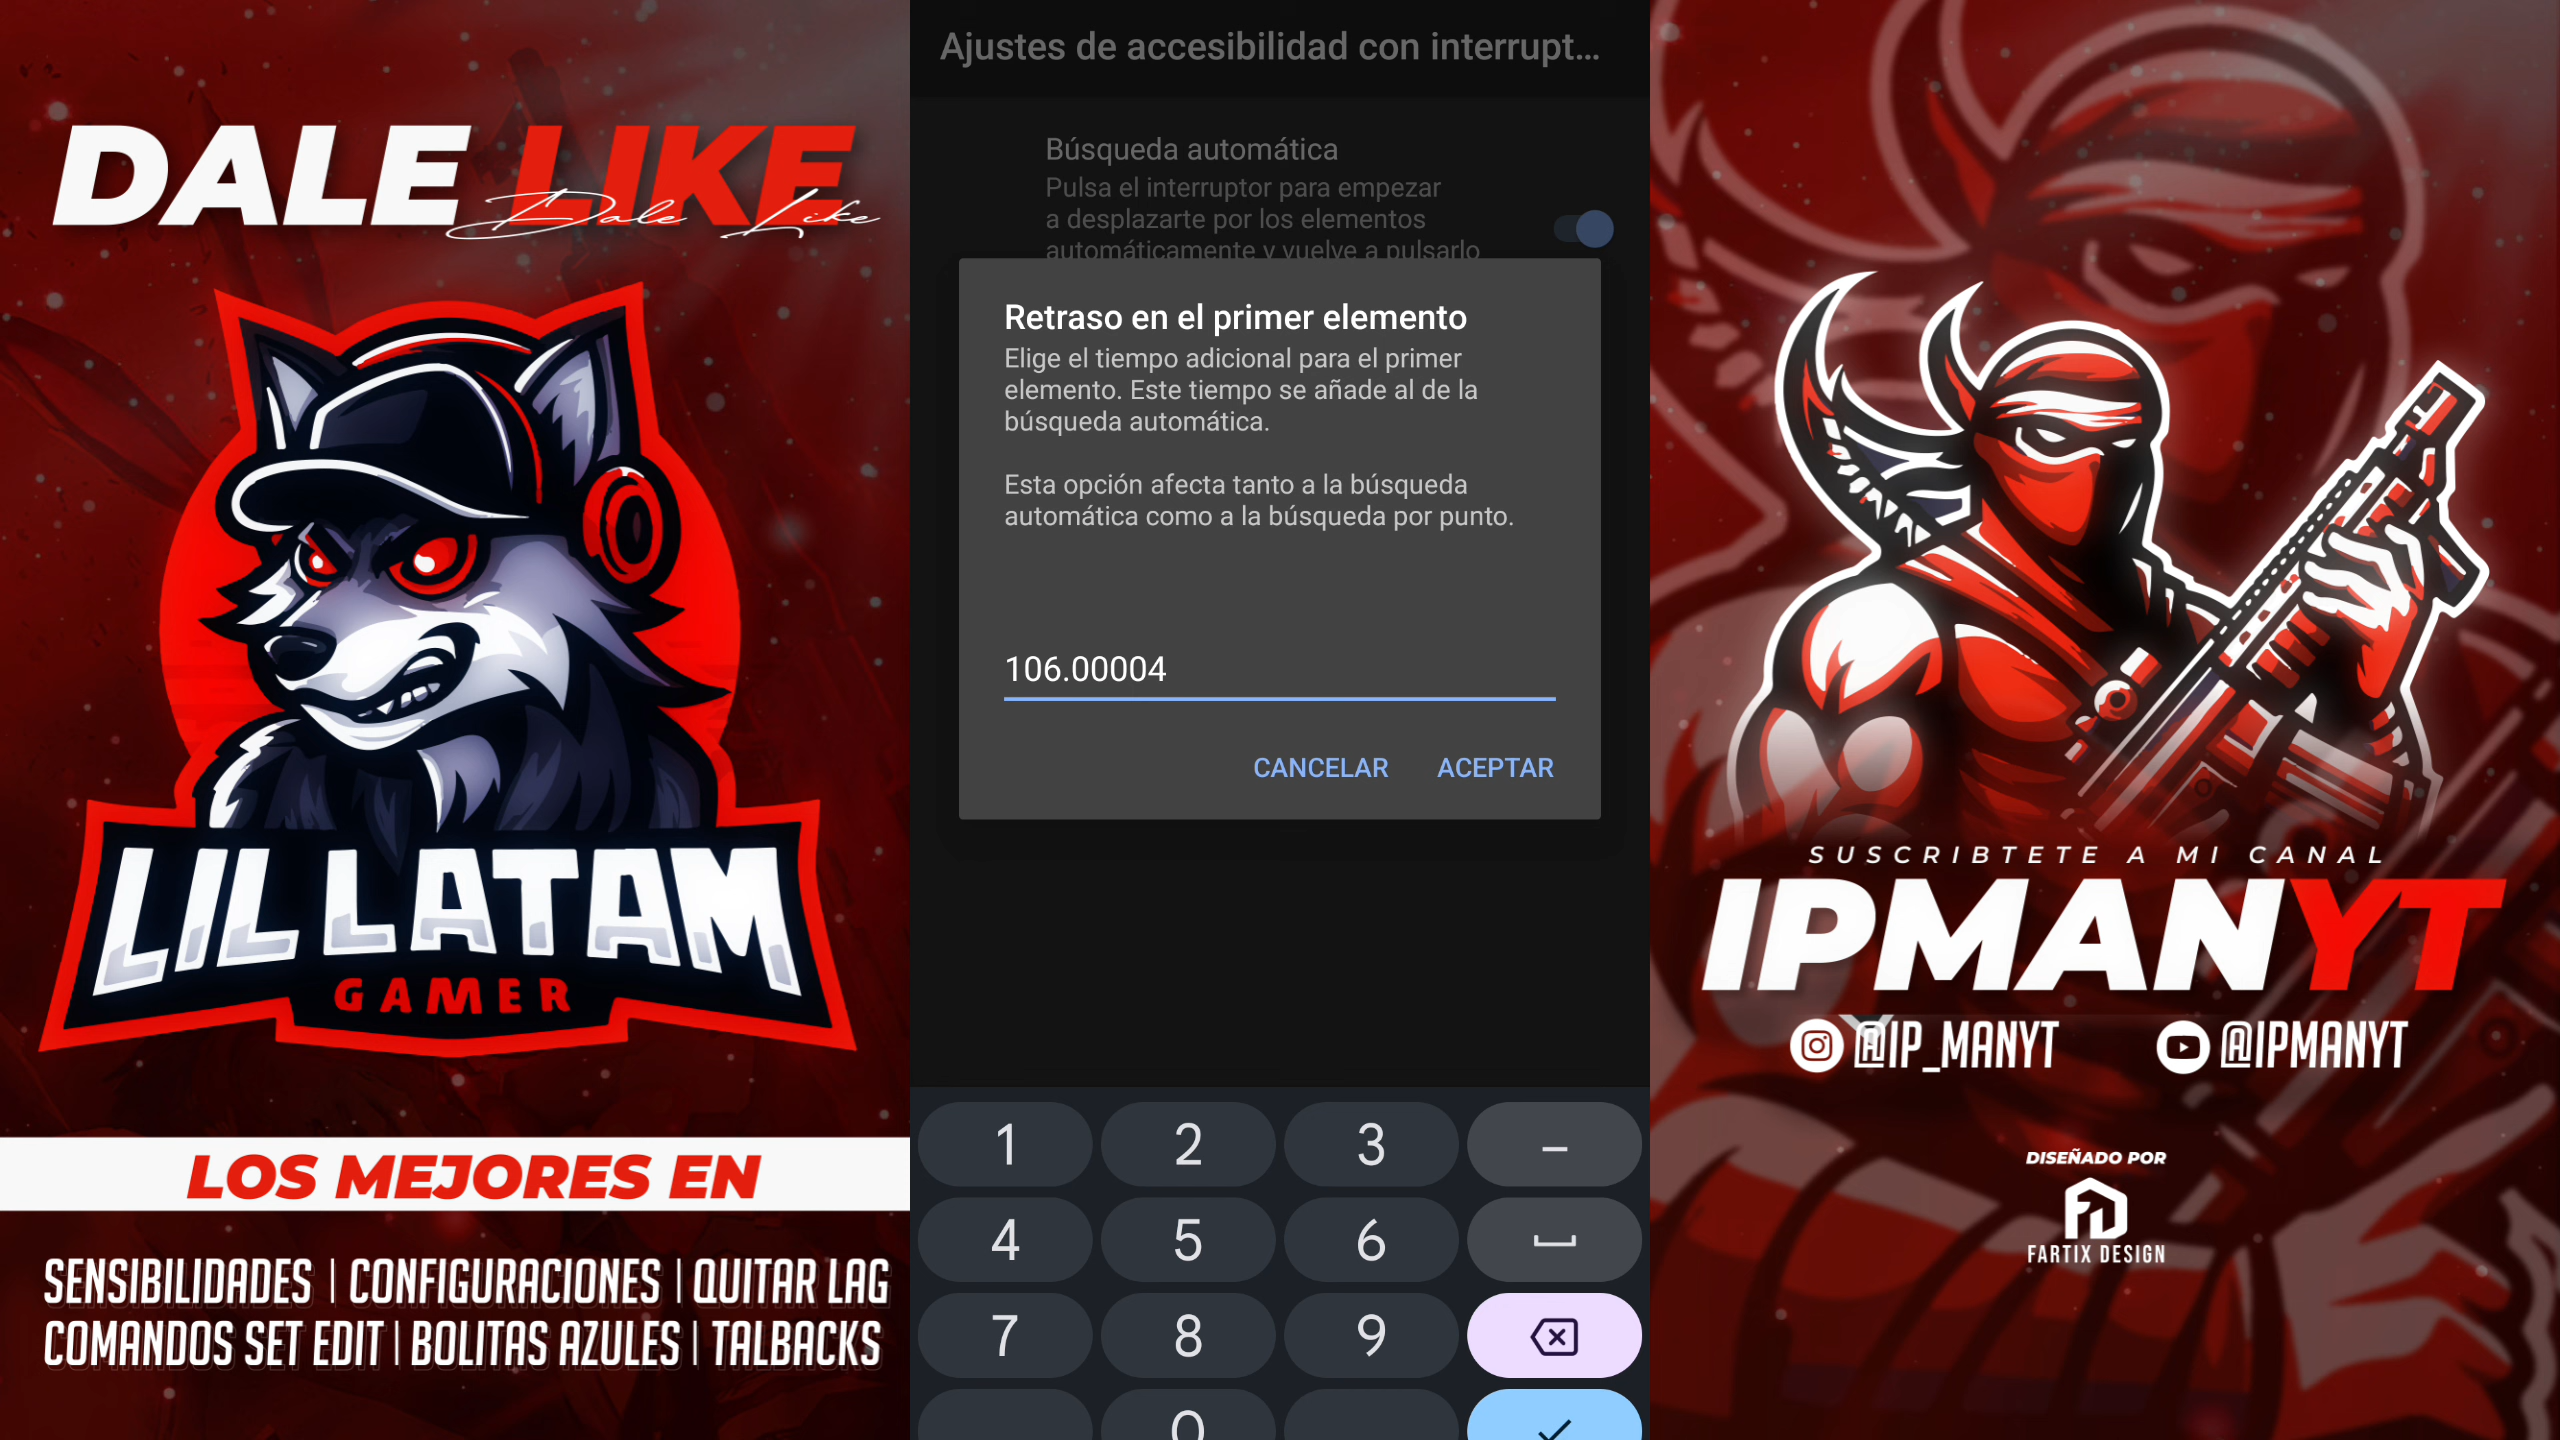 DALE LIKE
Dale Like
LIL LATAM
GAMER
LOS MEJORES EN
SENSIBILIDADES | CONFIGURACIONES | QUITAR LAG
COMANDOS SET EDIT | BOLITAS AZULES | TALBACKS
Ajustes de accesibilidad con interrupt...
Búsqueda automática
Pulsa el interruptor para empezar
a desplazarte por los elementos
automáticamente y vuelve a pulsarlo
Retraso en el primer elemento
Elige el tiempo adicional para el primer
elemento. Este tiempo se añade al de la
búsqueda automática.
Esta opción afecta tanto a la búsqueda
automática como a la búsqueda por punto.
106.00004
CANCELAR ACEPTAR
1 2 3 –
4 5 6
7 8 9
0
SUSCRIBTETE A MI CANAL
IPMANYT
@IP_MANYT @IPMANYT
DISEÑADO POR
FARTIX DESIGN